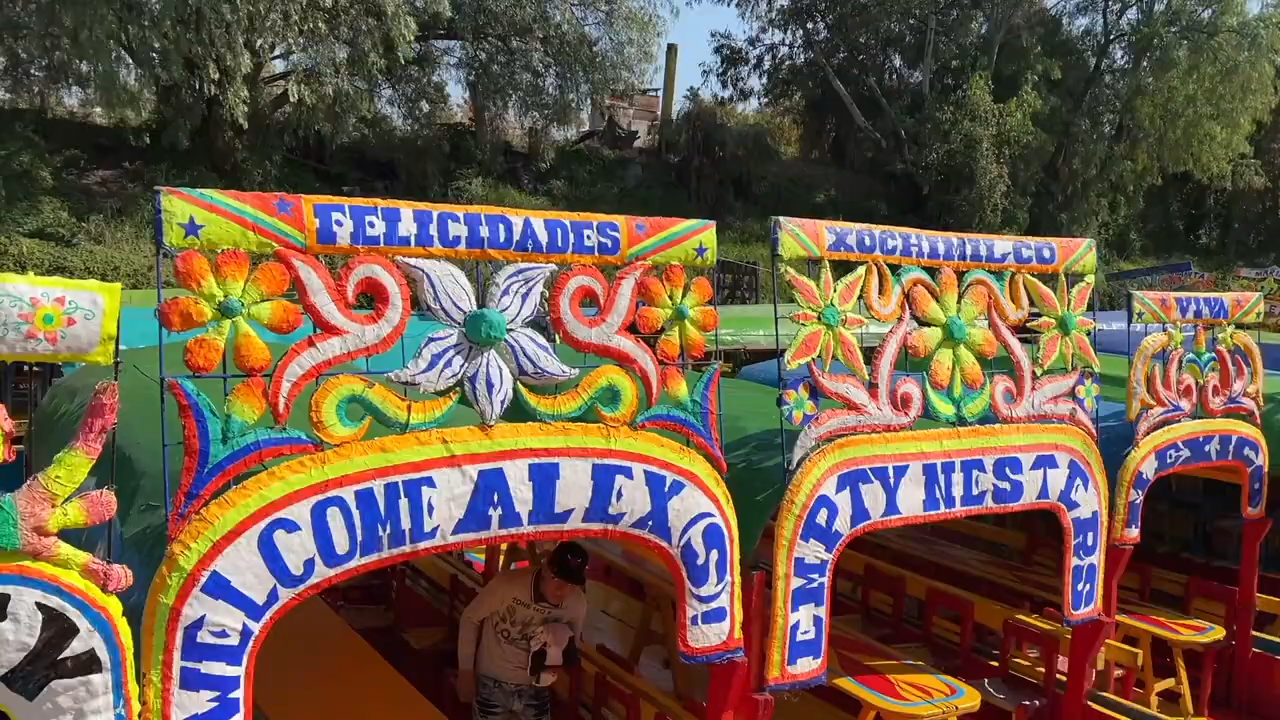 FELICIDADES
WELCOME ALEX(S)!
XOCHIMILCO
EMPTY NESTERS
VIVA